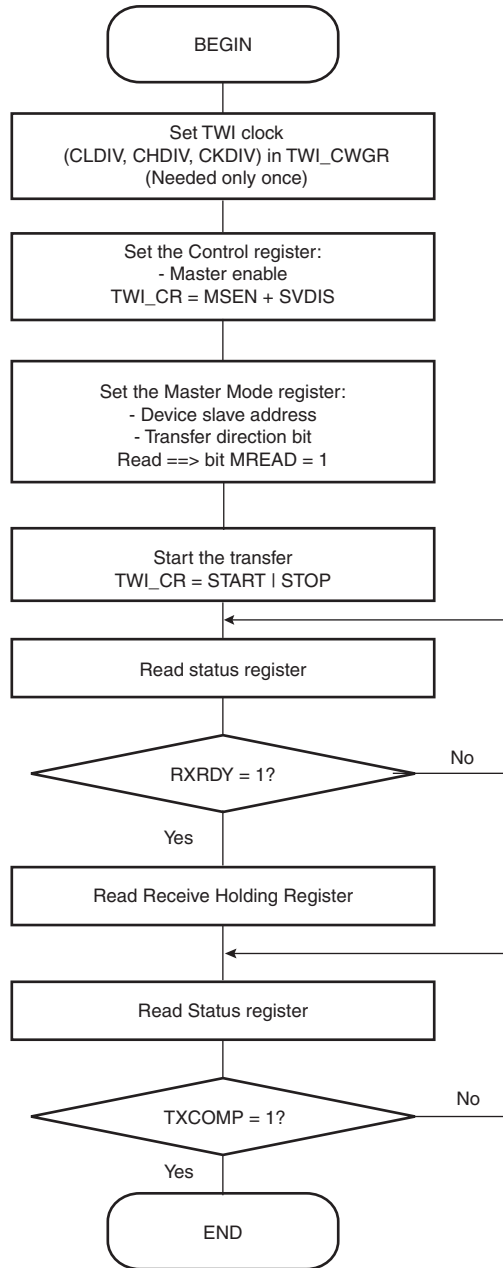 BEGIN
Set TWI clock
(CLDIV, CHDIV, CKDIV) in TWI_CWGR
(Needed only once)
Set the Control register:
- Master enable
TWI_CR = MSEN + SVDIS
Set the Master Mode register:
- Device slave address
- Transfer direction bit
Read ==> bit MREAD = 1
Start the transfer
TWI_CR = START | STOP
Read status register
RXRDY = 1?
No
Yes
Read Receive Holding Register
Read Status register
TXCOMP = 1?
No
Yes
END